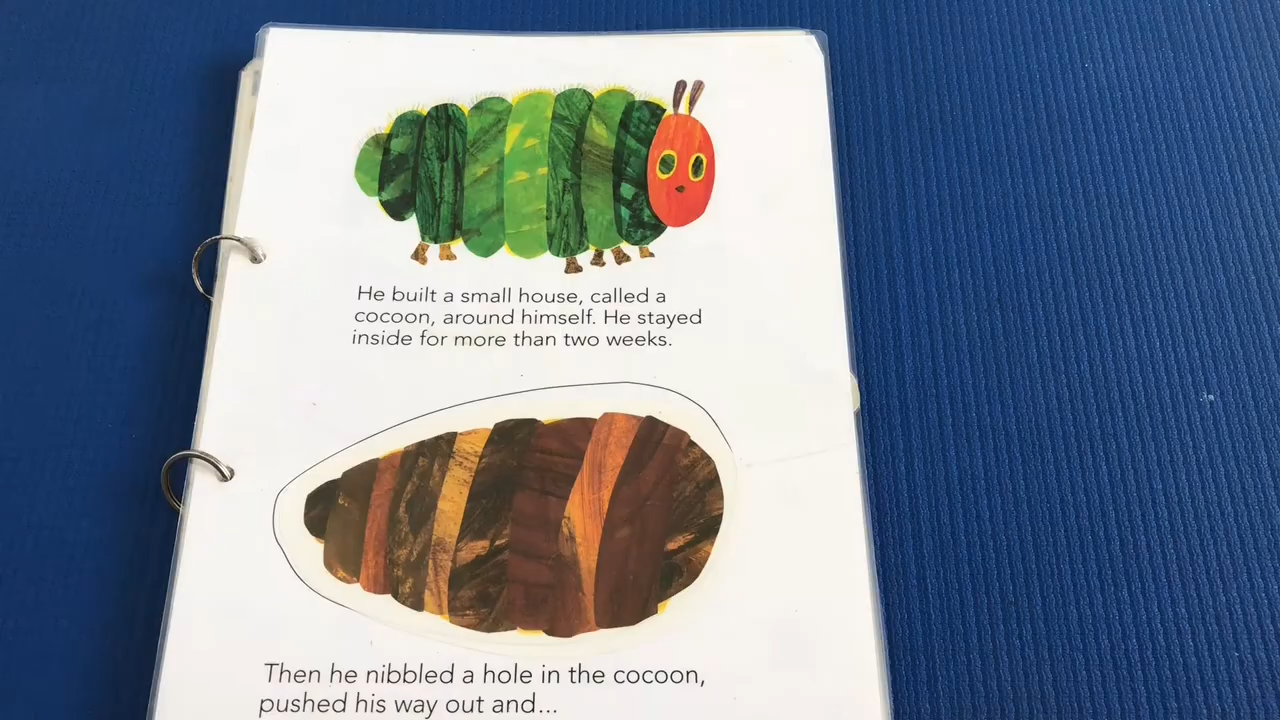 He built a small house, called a
cocoon, around himself. He stayed
inside for more than two weeks.
Then he nibbled a hole in the cocoon,
pushed his way out and...